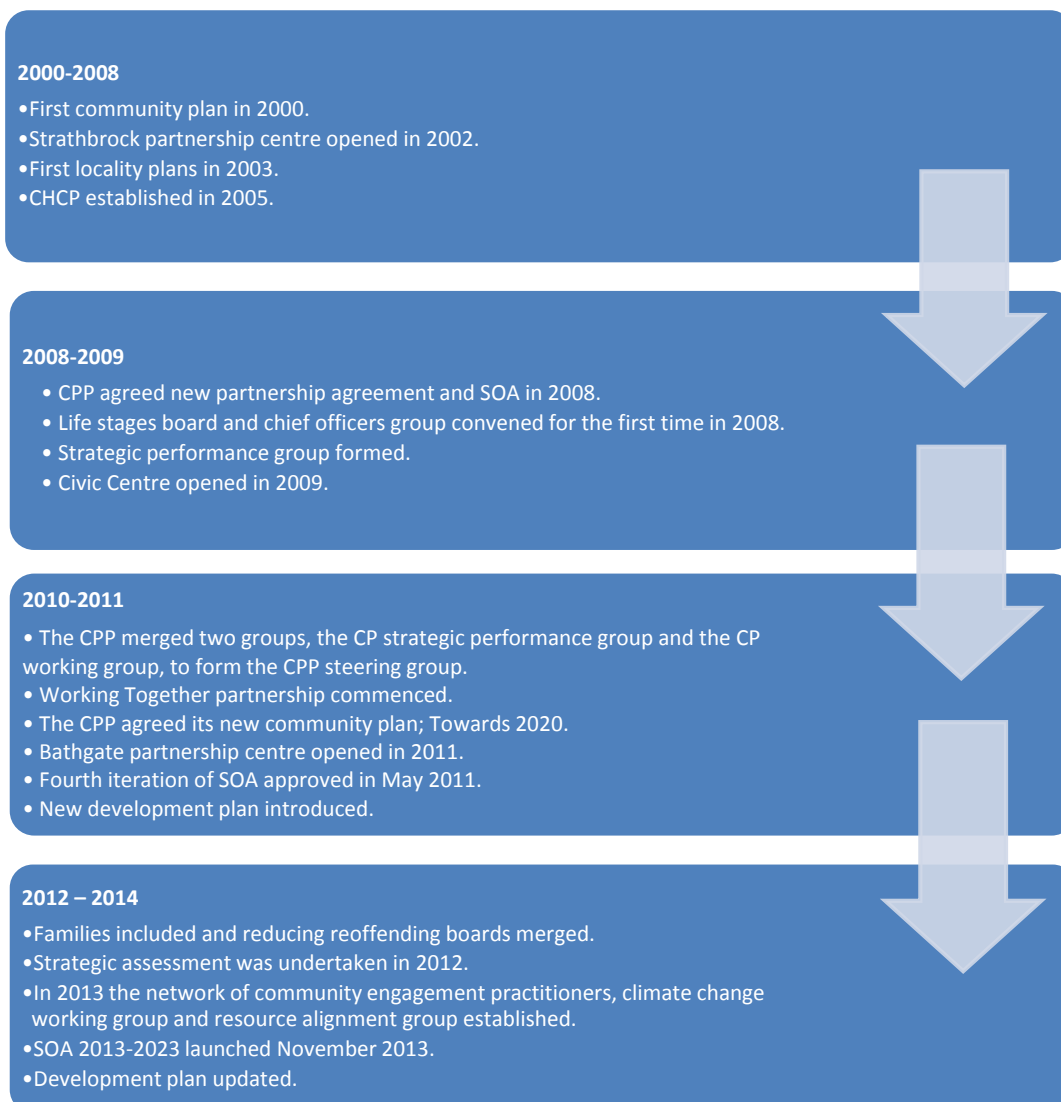 2000-2008
•First community plan in 2000.
•Strathbrock partnership centre opened in 2002.
•First locality plans in 2003.
•CHCP established in 2005.
2008-2009
• CPP agreed new partnership agreement and SOA in 2008.
• Life stages board and chief officers group convened for the first time in 2008.
• Strategic performance group formed.
• Civic Centre opened in 2009.
2010-2011
• The CPP merged two groups, the CP strategic performance group and the CP
working group, to form the CPP steering group.
• Working Together partnership commenced.
• The CPP agreed its new community plan; Towards 2020.
• Bathgate partnership centre opened in 2011.
• Fourth iteration of SOA approved in May 2011.
• New development plan introduced.
2012 – 2014
•Families included and reducing reoffending boards merged.
•Strategic assessment was undertaken in 2012.
•In 2013 the network of community engagement practitioners, climate change
working group and resource alignment group established.
•SOA 2013-2023 launched November 2013.
•Development plan updated.